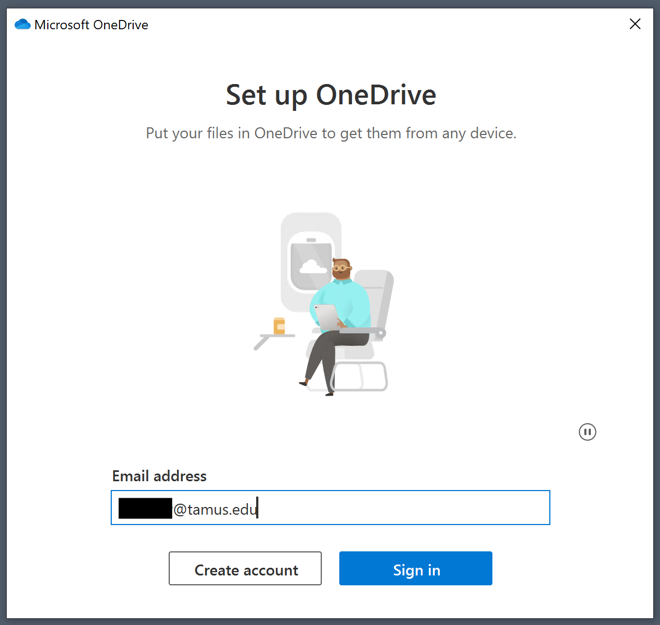 Microsoft OneDrive
Set up OneDrive
Put your files in OneDrive to get them from any device.
Email address
@tamus.edu
Create account
Sign in